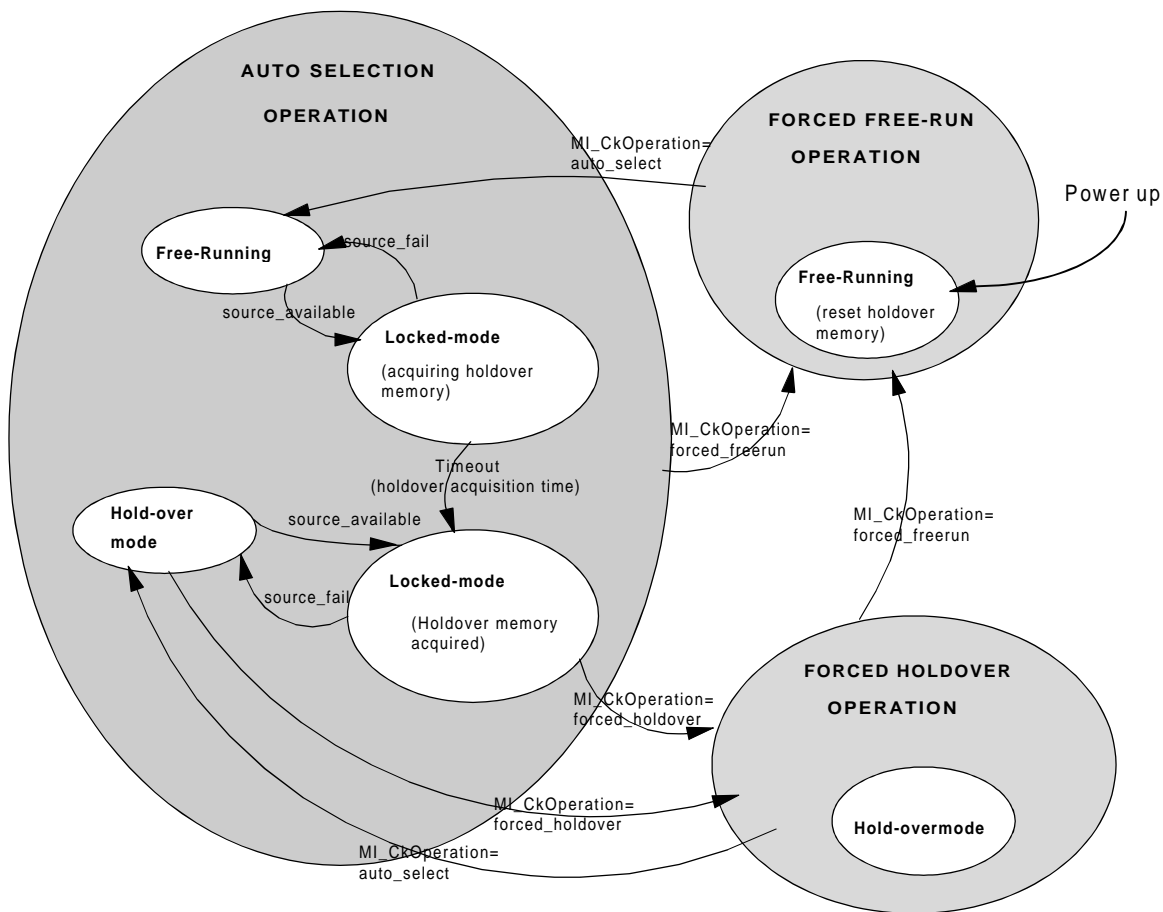 AUTO SELECTION
OPERATION
FORCED FREE-RUN
OPERATION
MI_CkOperation=
auto_select
Power up
Free-Running
source_fail
source_available
Free-Running
(reset holdover
memory)
Locked-mode
(acquiring holdover
memory)
MI_CkOperation=
forced_freerun
Timeout
(holdover acquisition time)
Hold-over
mode
source_available
MI_CkOperation=
forced_freerun
source_fail
Locked-mode
(Holdover memory
acquired)
FORCED HOLDOVER
OPERATION
MI_CkOperation=
forced_holdover
MI_CkOperation=
forced_holdover
Hold-overmode
MI_CkOperation=
auto_select